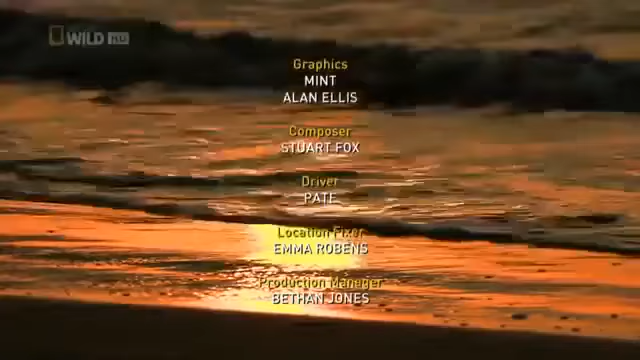 WILD HD
Graphics
MINT
ALAN ELLIS
Composer
STUART FOX
Driver
PATE
Location Fixer
EMMA ROBENS
Production Manager
BETHAN JONES